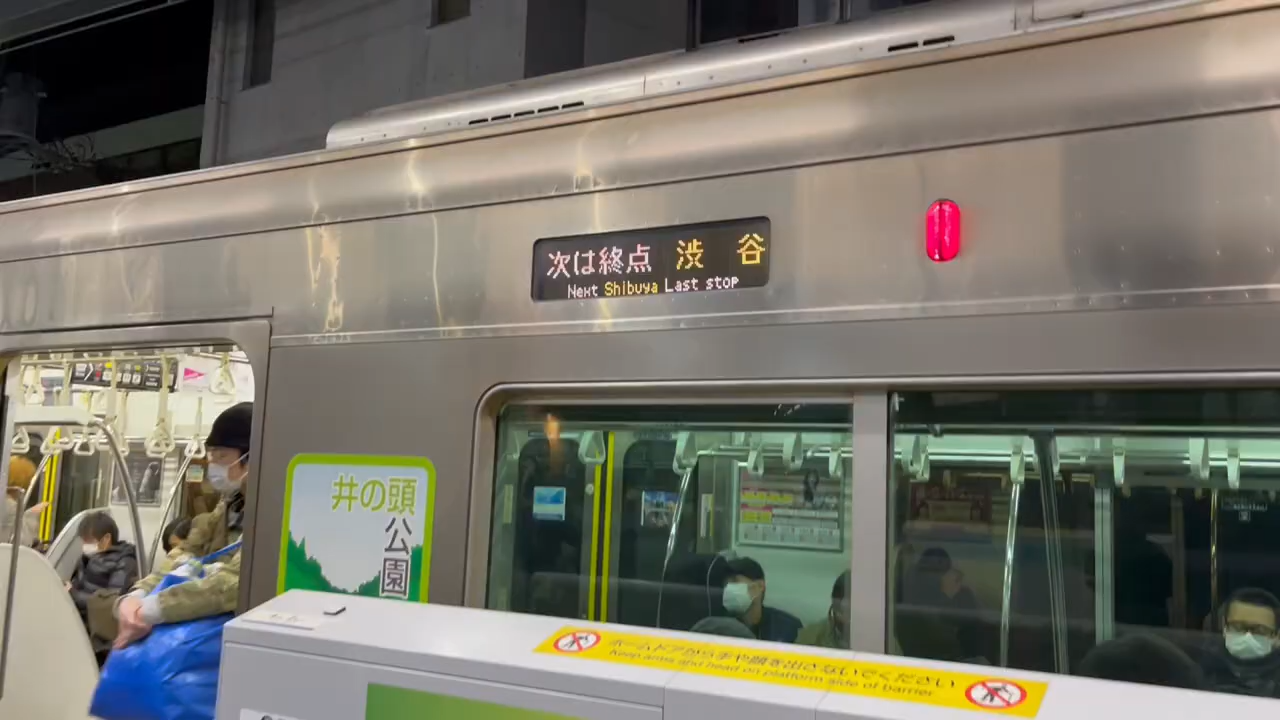 次は終点 渋谷
Next Shibuya Last stop
井の頭
公園
ホームドアから手や顔を出さないでください
Keep arms and head on platform side of barrier